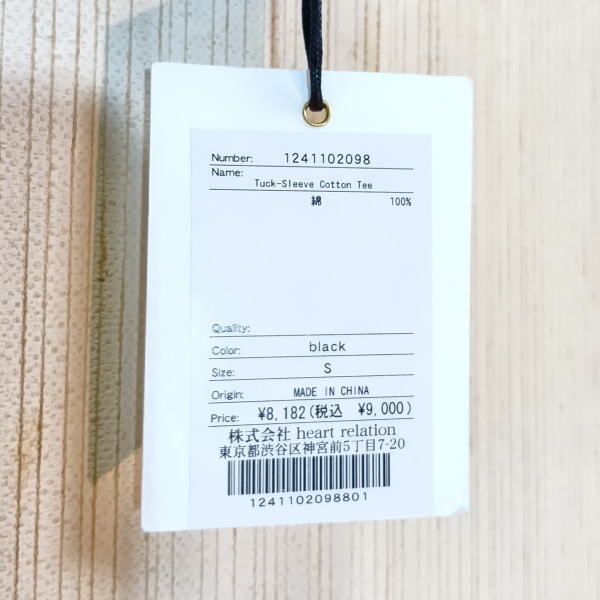 Number: 1241102098
Name:
Tuck-Sleeve Cotton Tee
綿 100%
Quality:
Color: black
Size: S
Origin: MADE IN CHINA
Price: ¥8,182(税込 ¥9,000)
株式会社 heart relation
東京都渋谷区神宮前5丁目7-20
1241102098801